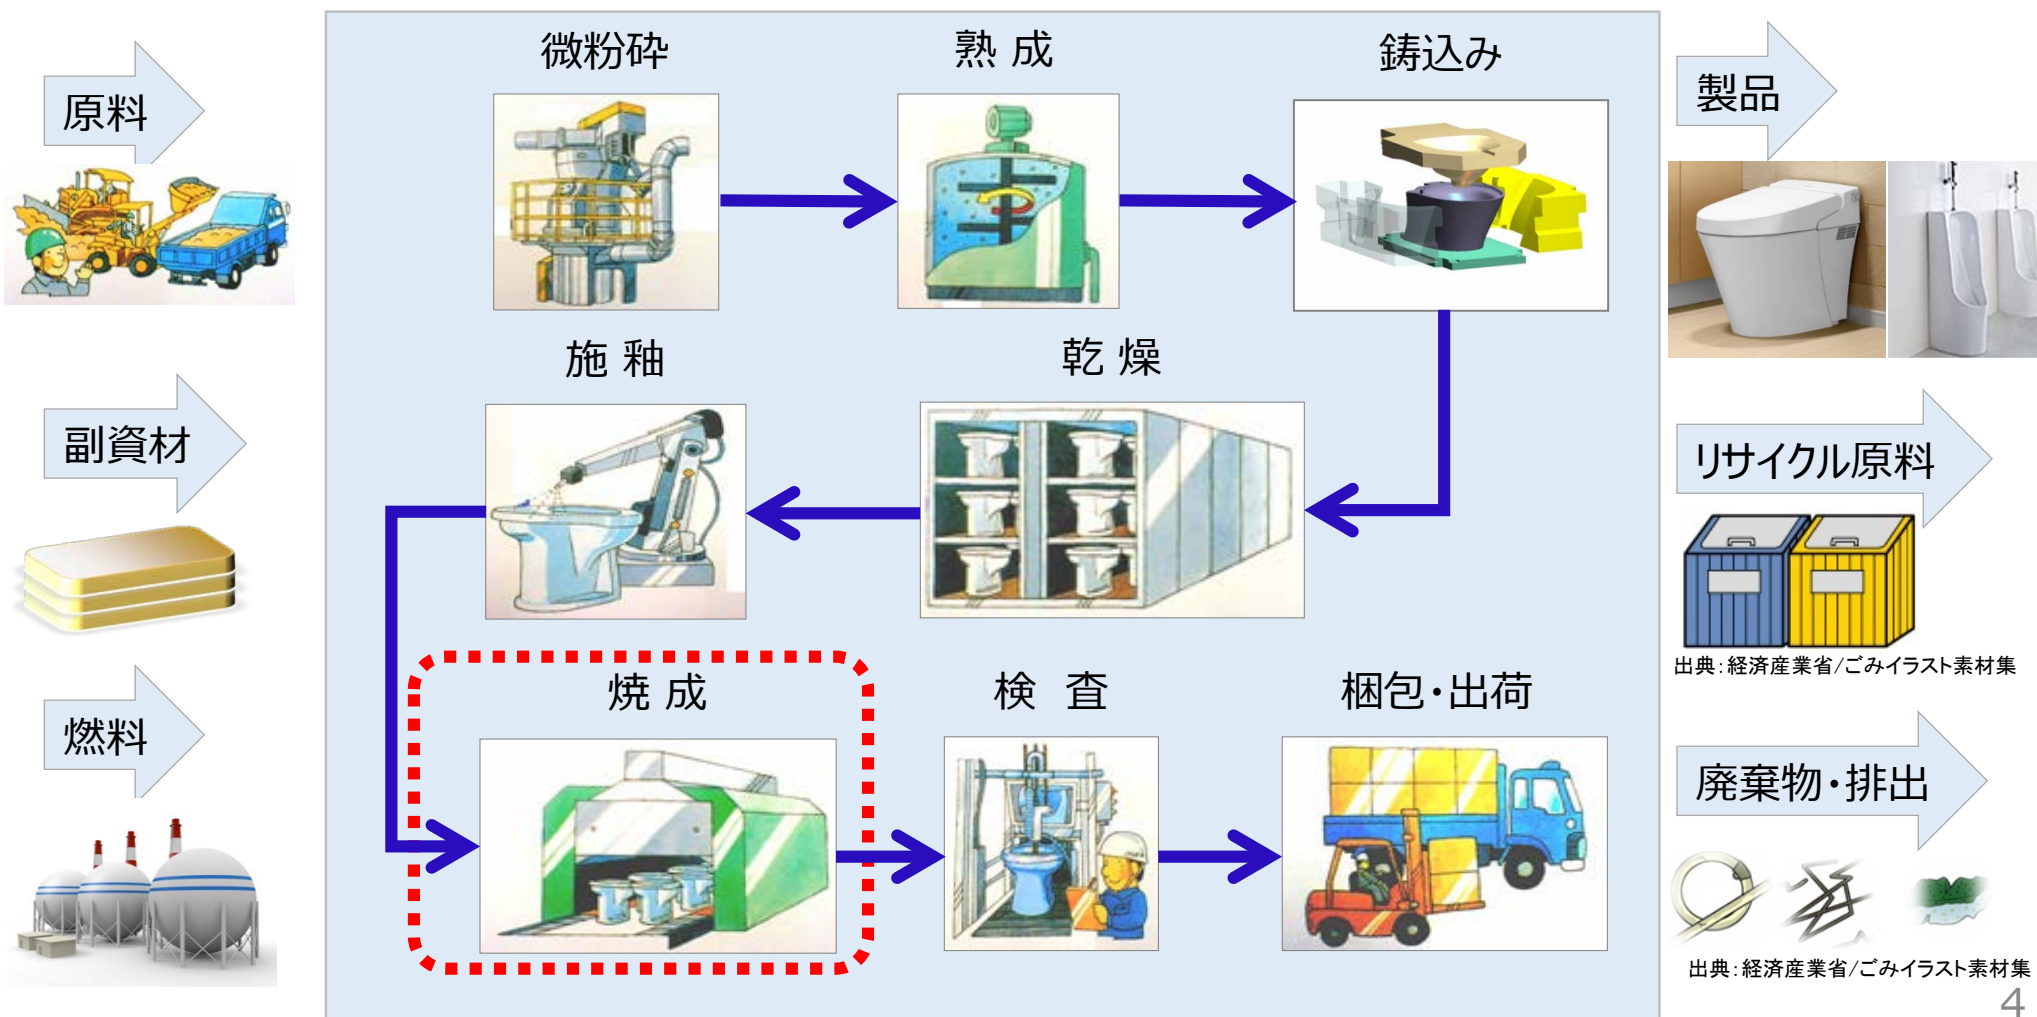 原料
副資材
燃料
微粉砕
熟 成
鋳込み
施 釉
乾 燥
焼 成
検 査
梱包・出荷
製品
リサイクル原料
出典：経済産業省/ごみイラスト素材集
廃棄物・排出
出典：経済産業省/ごみイラスト素材集
4